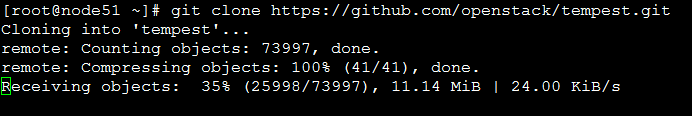 [root@node51 ~]# git clone https://github.com/openstack/tempest.git
Cloning into 'tempest'...
remote: Counting objects: 73997, done.
remote: Compressing objects: 100% (41/41), done.
Receiving objects:  35% (25998/73997), 11.14 MiB | 24.00 KiB/s